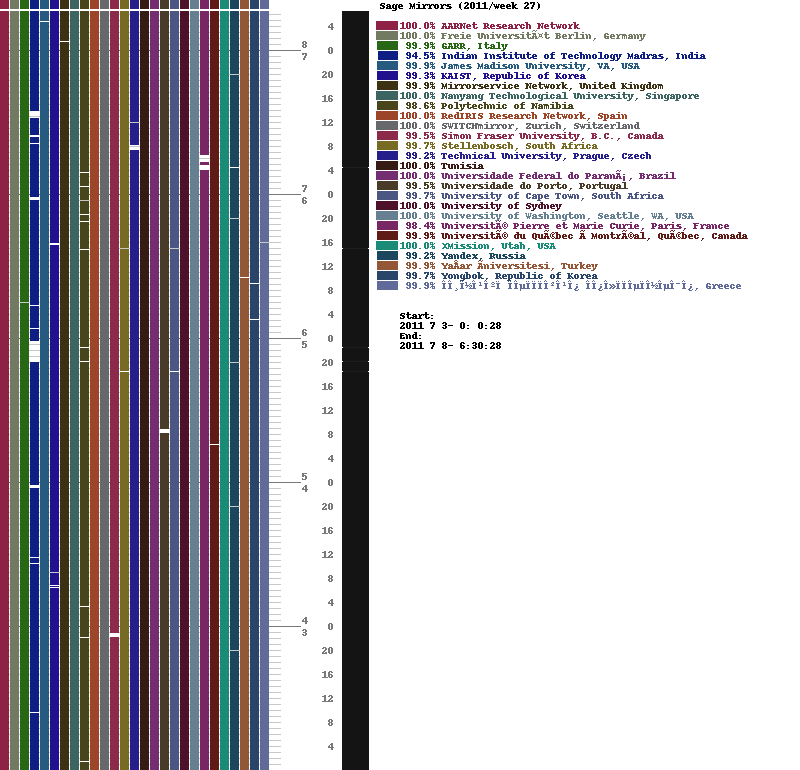 Sage Mirrors (2011/week 27)
100.0% AARNet Research Network
100.0% Freie UniversitÃ¤t Berlin, Germany
99.9% GARR, Italy
94.5% Indian Institute of Technology Madras, India
99.9% James Madison University, VA, USA
99.3% KAIST, Republic of Korea
99.9% Mirrorservice Network, United Kingdom
100.0% Nanyang Technological University, Singapore
98.6% Polytechnic of Namibia
100.0% RedIRIS Research Network, Spain
100.0% SWITCHmirror, Zurich, Switzerland
99.5% Simon Fraser University, B.C., Canada
99.7% Stellenbosch, South Africa
99.2% Technical University, Prague, Czech
100.0% Tunisia
100.0% Universidade Federal do ParanÃ¡, Brazil
99.5% Universidade do Porto, Portugal
99.7% University of Cape Town, South Africa
100.0% University of Sydney
100.0% University of Washington, Seattle, WA, USA
98.4% UniversitÃ© Pierre et Marie Curie, Paris, France
99.9% UniversitÃ© du QuÃ©bec Ã MontrÃ©al, QuÃ©bec, Canada
100.0% XMission, Utah, USA
99.2% Yandex, Russia
99.9% YaÅar Ãniversitesi, Turkey
99.7% Yongbok, Republic of Korea
99.9% Greece
Start:
2011 7 3- 0: 0:28
End:
2011 7 8- 6:30:28
4
8
0
7
20
16
12
8
4
7
0
6
20
16
12
8
4
6
0
5
20
16
12
8
4
5
0
4
20
16
12
8
4
4
0
3
20
16
12
8
4